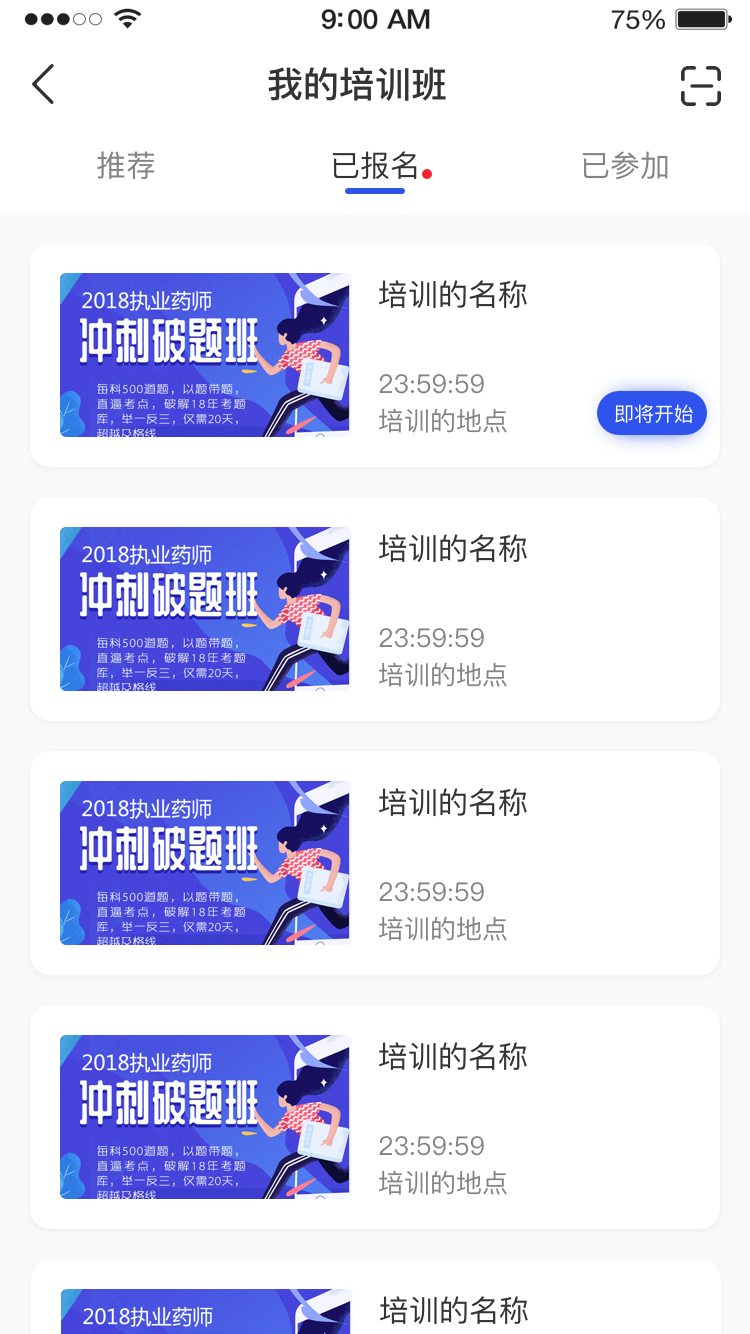 9:00 AM
75%
我的培训班
推荐
已报名
已参加
2018执业药师
冲刺破题班
每科500道题，以题带题，
直逼考点，破解18年考题
库，举一反三，仅需20天，
超越及格线
培训的名称
23:59:59
培训的地点
即将开始
2018执业药师
冲刺破题班
每科500道题，以题带题，
直逼考点，破解18年考题
库，举一反三，仅需20天，
超越及格线
培训的名称
23:59:59
培训的地点
2018执业药师
冲刺破题班
每科500道题，以题带题，
直逼考点，破解18年考题
库，举一反三，仅需20天，
超越及格线
培训的名称
23:59:59
培训的地点
2018执业药师
冲刺破题班
每科500道题，以题带题，
直逼考点，破解18年考题
库，举一反三，仅需20天，
超越及格线
培训的名称
23:59:59
培训的地点
2018执业药师
培训的名称